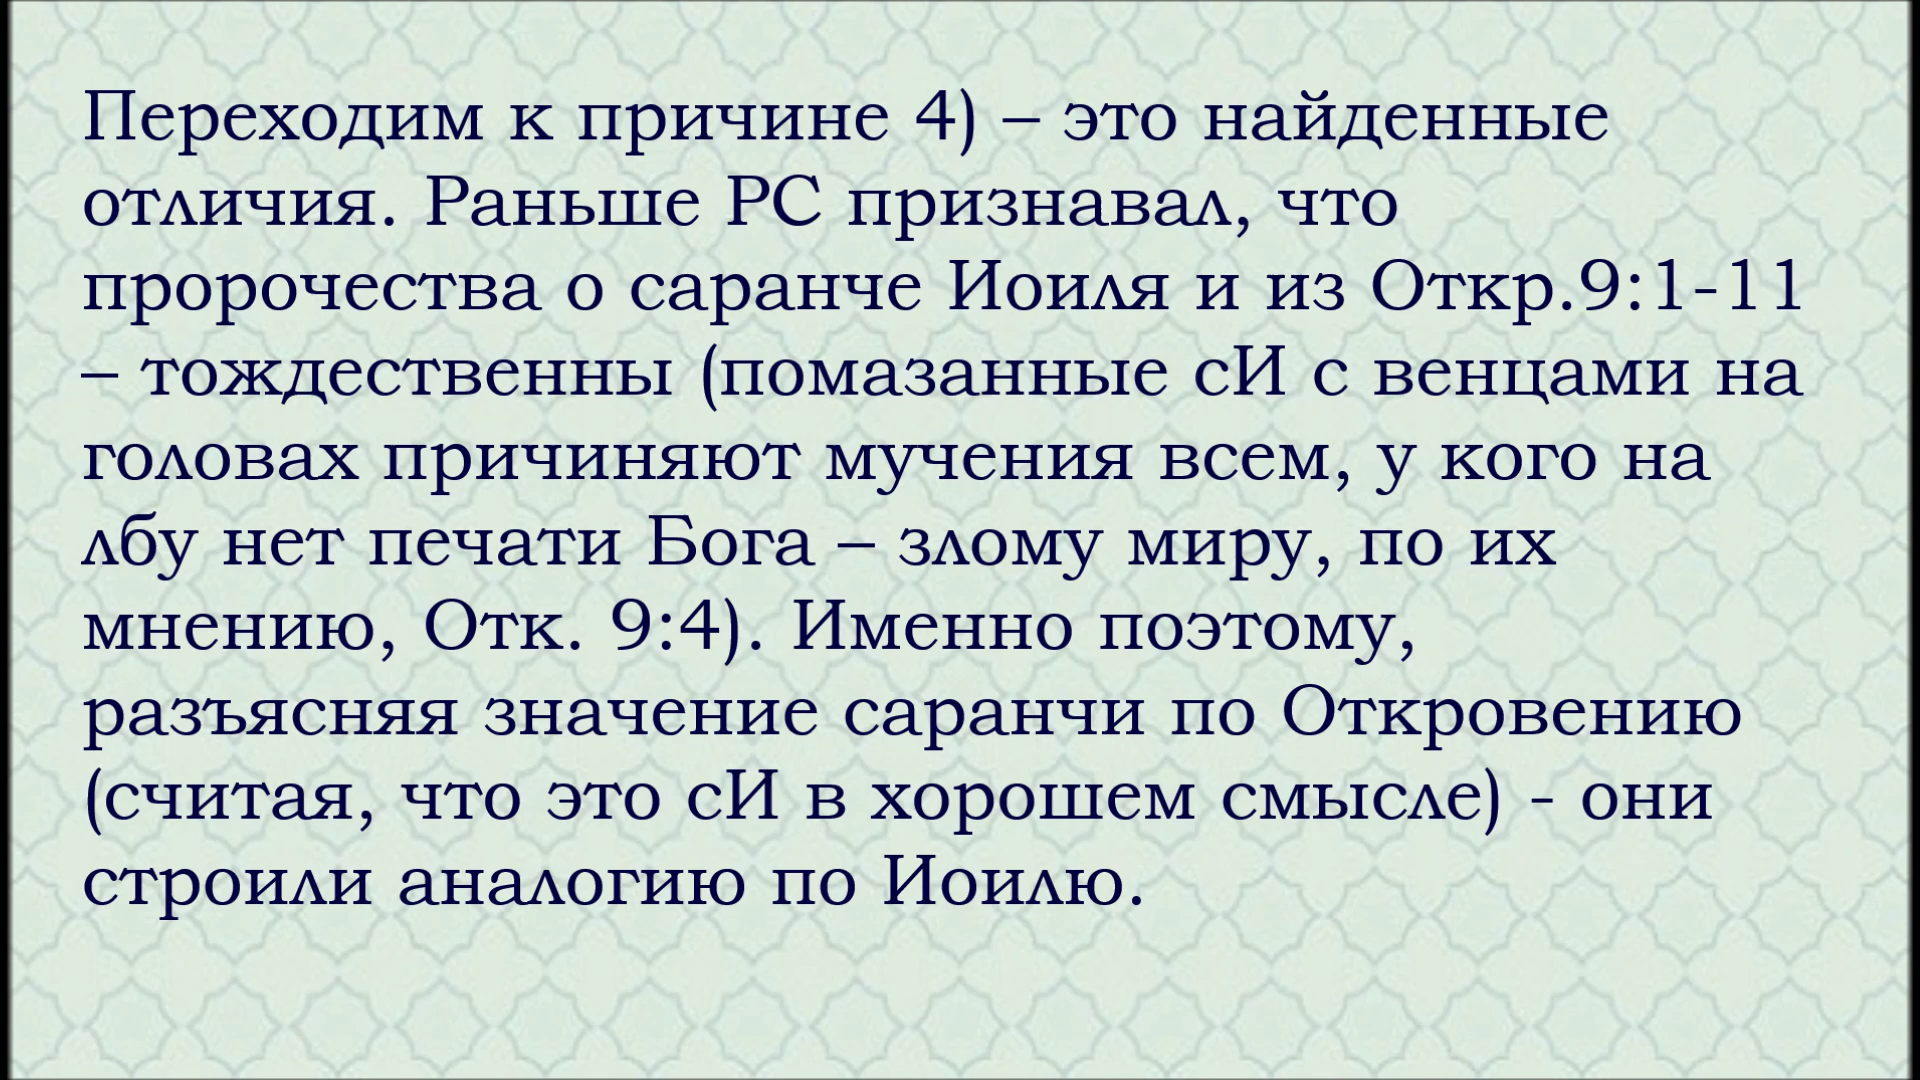 Переходим к причине 4) – это найденные
отличия. Раньше РС признавал, что
пророчества о саранче Иоиля и из Откр.9:1-11
– тождественны (помазанные сИ с венцами на
головах причиняют мучения всем, у кого на
лбу нет печати Бога – злому миру, по их
мнению, Отк. 9:4). Именно поэтому,
разъясняя значение саранчи по Откровению
(считая, что это сИ в хорошем смысле) - они
строили аналогию по Иоилю.